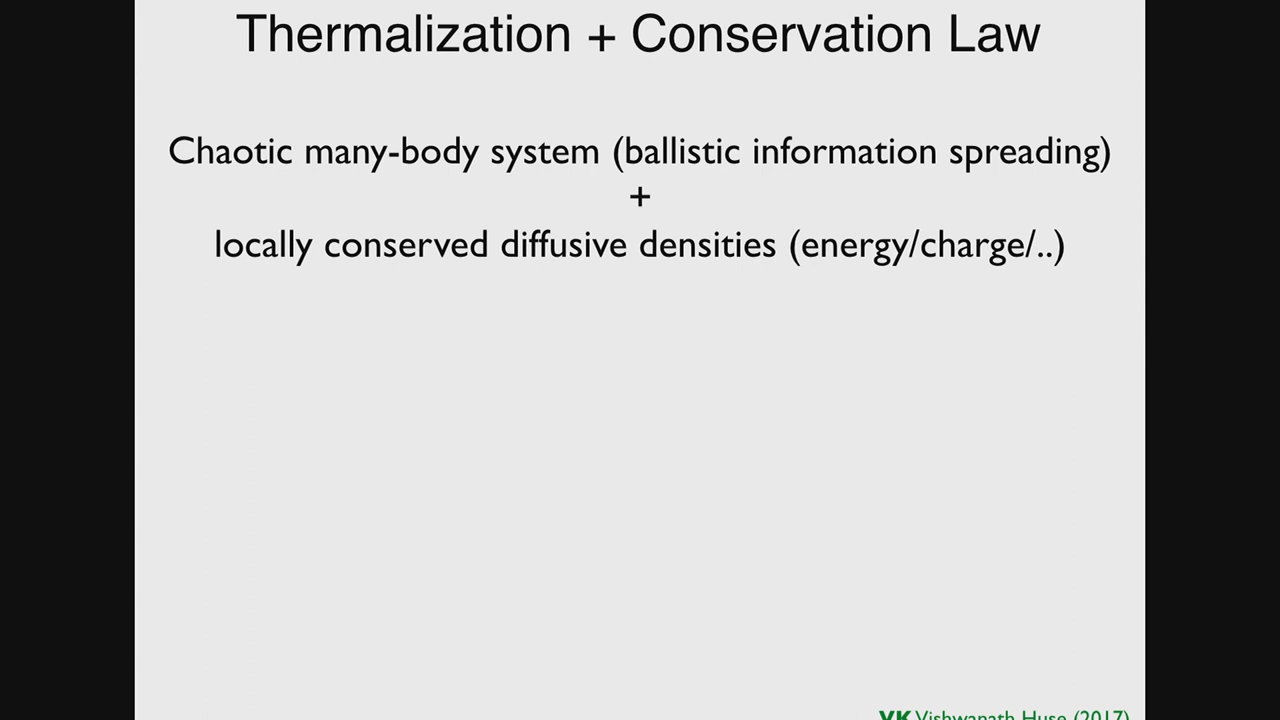 Thermalization + Conservation Law
Chaotic many-body system (ballistic information spreading)
+
locally conserved diffusive densities (energy/charge/..)
VK Vishwanath Huse (2017)